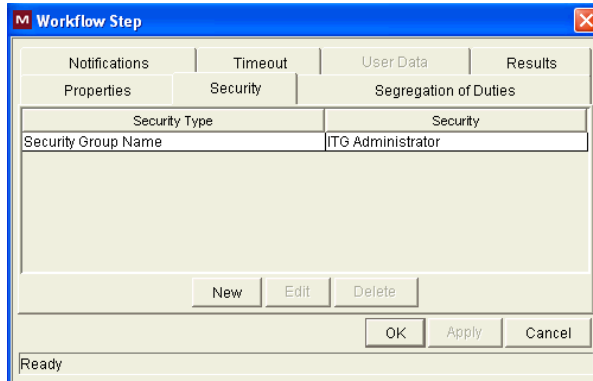 M Workflow Step
Notifications Timeout User Data Results
Properties Security Segregation of Duties
Security Type Security
Security Group Name ITG Administrator
New Edit Delete
OK Apply Cancel
Ready